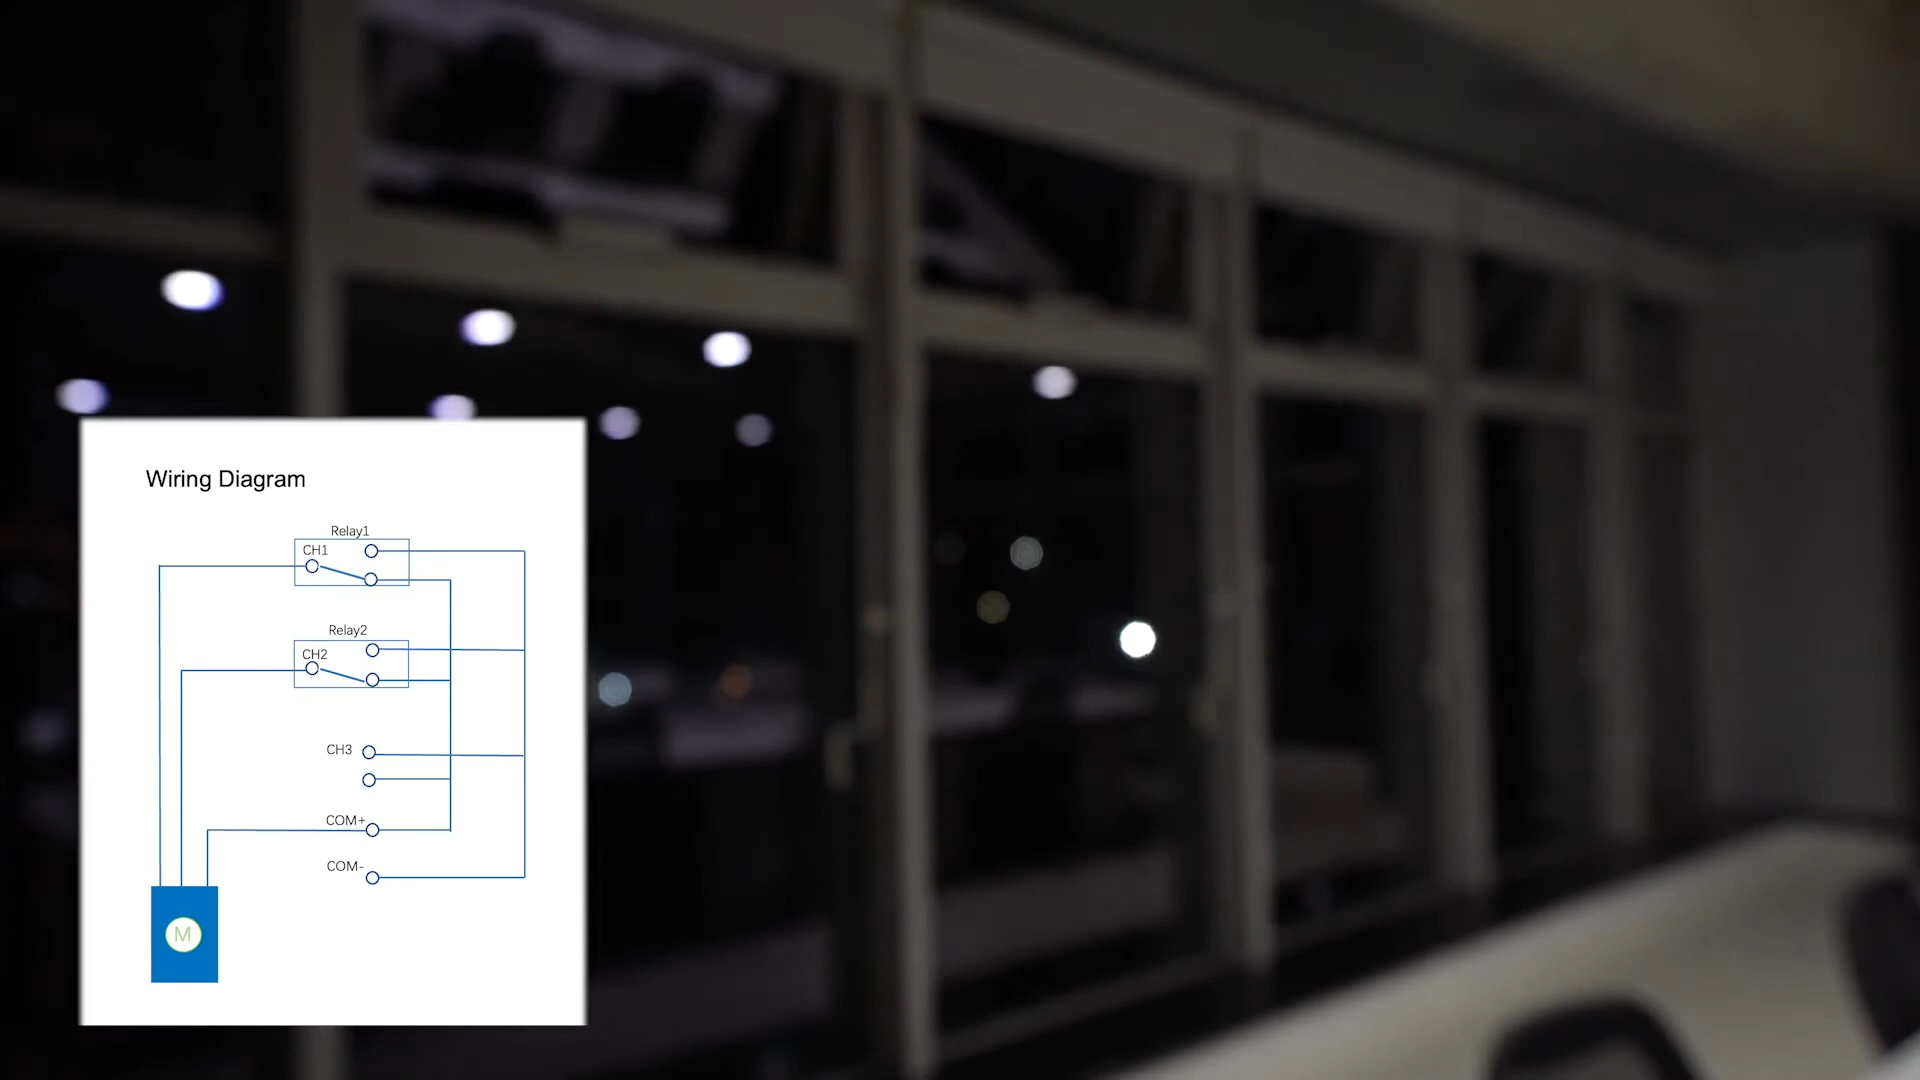 Wiring Diagram
Relay1
CH1
Relay2
CH2
CH3
COM+
COM-
M